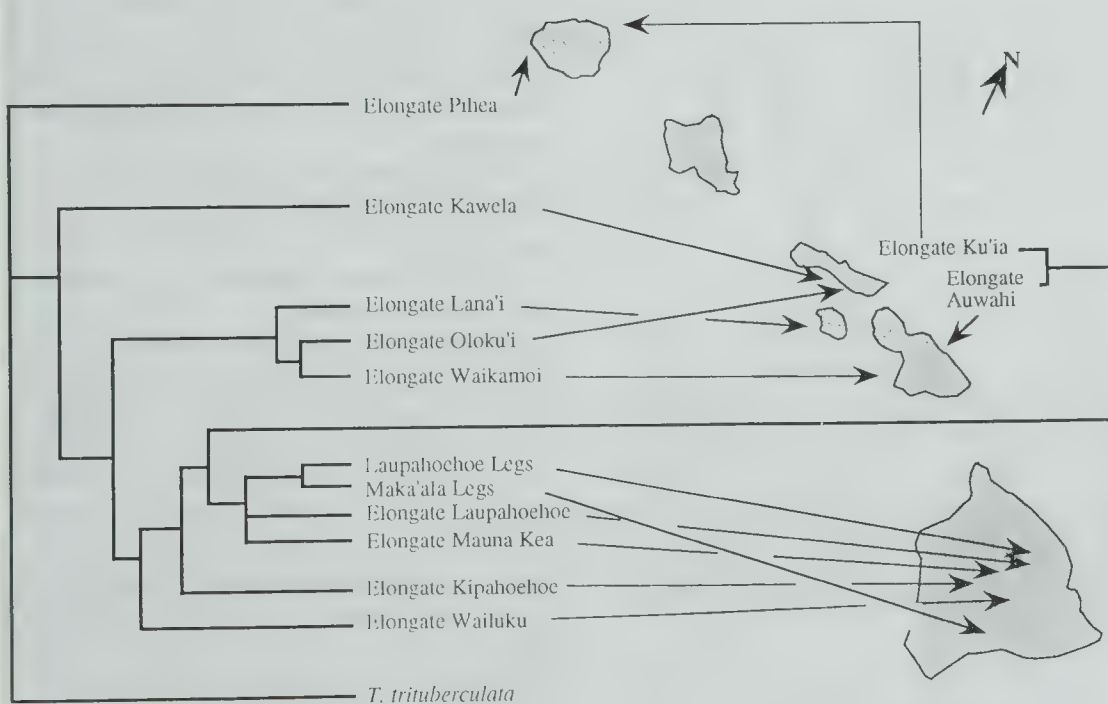 N
Elongate Pihea
Elongate Kawela
Elongate Ku'ia
Elongate
Auwahi
Elongate Lana'i
Elongate Oloku'i
Elongate Waikamoi
Laupahoehoe Legs
Maka'ala Legs
Elongate Laupahoehoe
Elongate Mauna Kea
Elongate Kipahoehoe
Elongate Wailuku
T. trituberculata